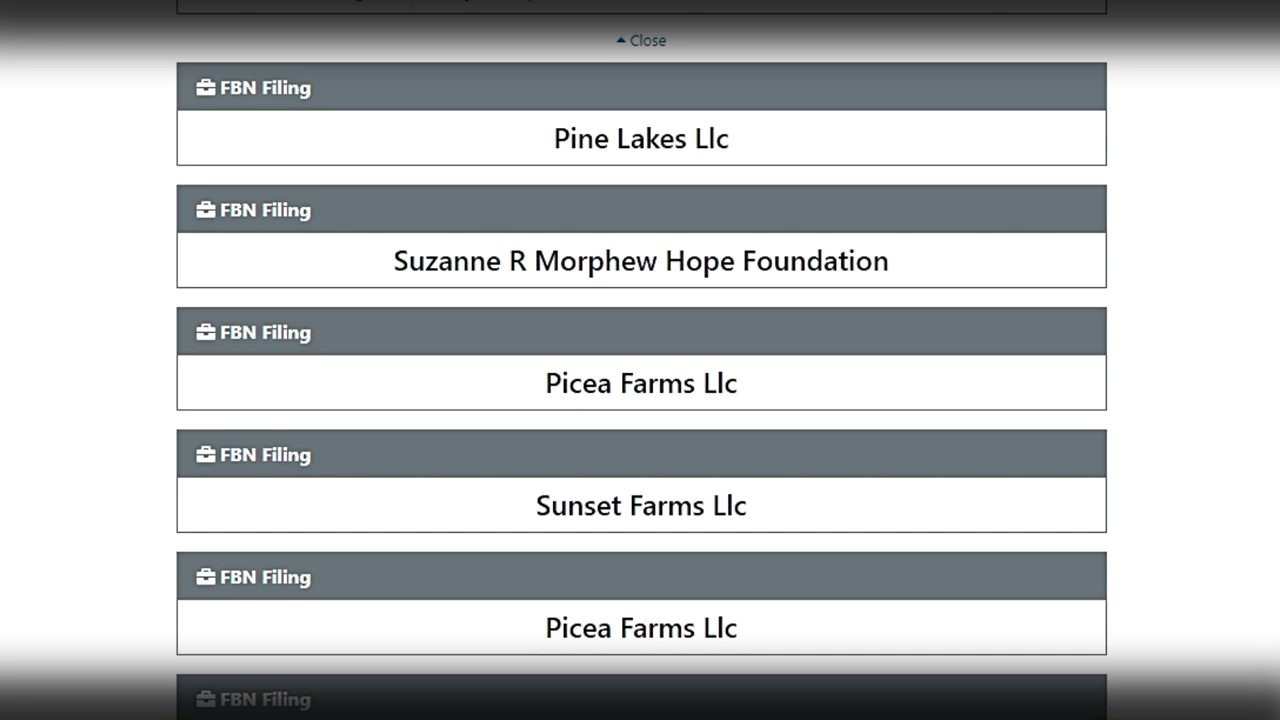 Close
FBN Filing
Pine Lakes Llc
FBN Filing
Suzanne R Morphew Hope Foundation
FBN Filing
Picea Farms Llc
FBN Filing
Sunset Farms Llc
FBN Filing
Picea Farms Llc
FBN Filing